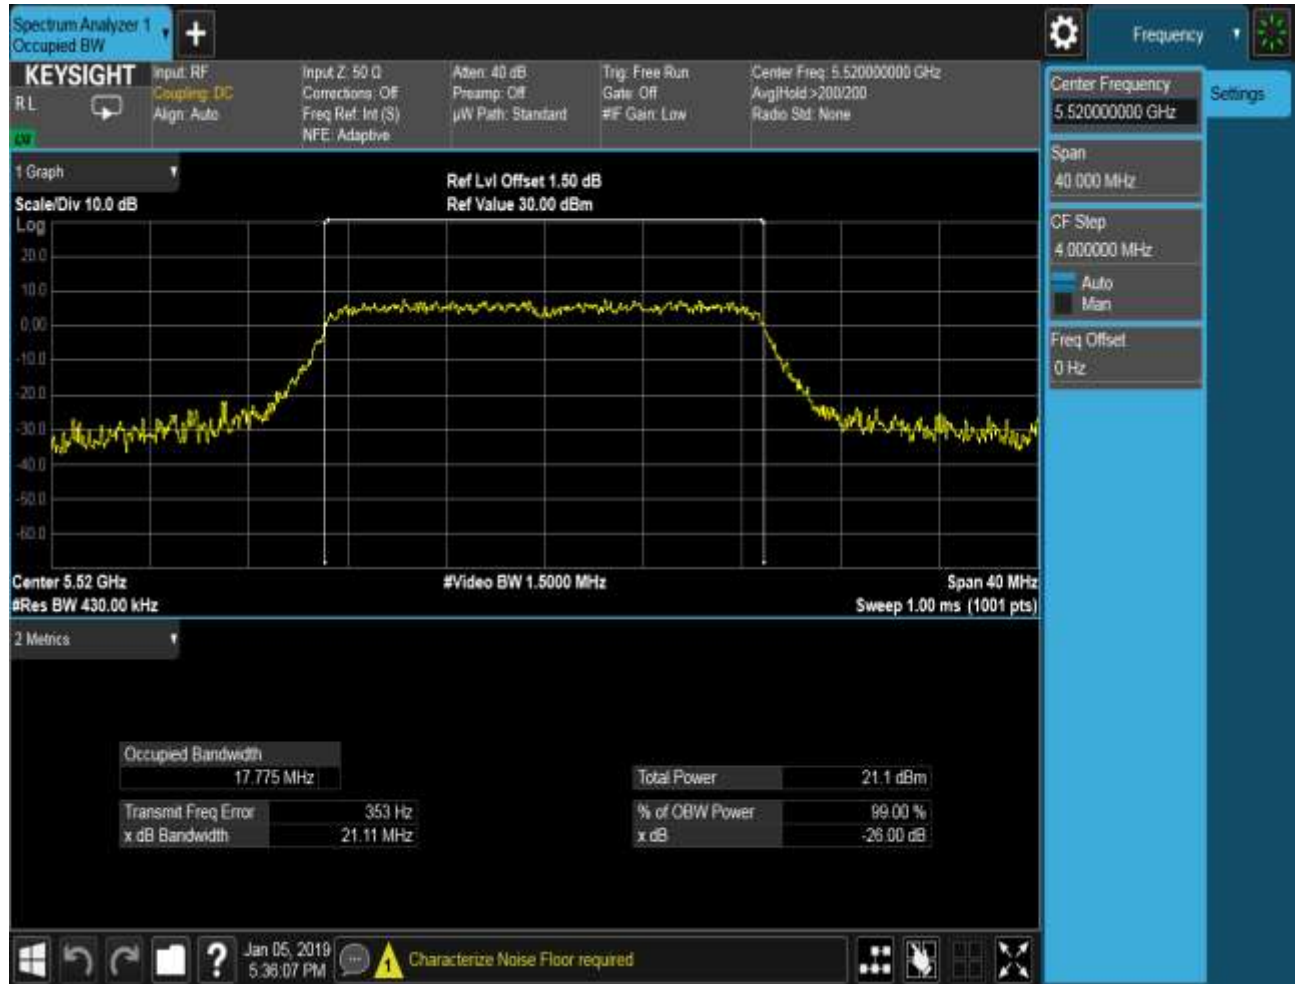 Spectrum Analyzer 1
Occupied BW
Frequency
KEYSIGHT
R L
Input: RF
Coupling: DC
Align: Auto
Input Z: 50 Ω
Corrections: Off
Freq Ref: Int (S)
NFE: Adaptive
Atten: 40 dB
Preamp: Off
µW Path: Standard
Trig: Free Run
Gate: Off
#IF Gain: Low
Center Freq: 5.520000000 GHz
Avg|Hold:>200/200
Radio Std: None
Center Frequency
5.520000000 GHz
Settings
Span
40.000 MHz
CF Step
4.000000 MHz
Auto
Man
Freq Offset
0 Hz
1 Graph
Scale/Div 10.0 dB
Ref Lvl Offset 1.50 dB
Ref Value 30.00 dBm
Log
20.0
10.0
0.00
-10.0
-20.0
-30.0
-40.0
-50.0
-60.0
Center 5.52 GHz
#Video BW 1.5000 MHz
Span 40 MHz
#Res BW 430.00 kHz
Sweep 1.00 ms (1001 pts)
2 Metrics
Occupied Bandwidth
17.775 MHz
Total Power 21.1 dBm
Transmit Freq Error 353 Hz
% of OBW Power 99.00 %
x dB Bandwidth 21.11 MHz
x dB -26.00 dB
Jan 05, 2019
5:36:07 PM
1
Characterize Noise Floor required